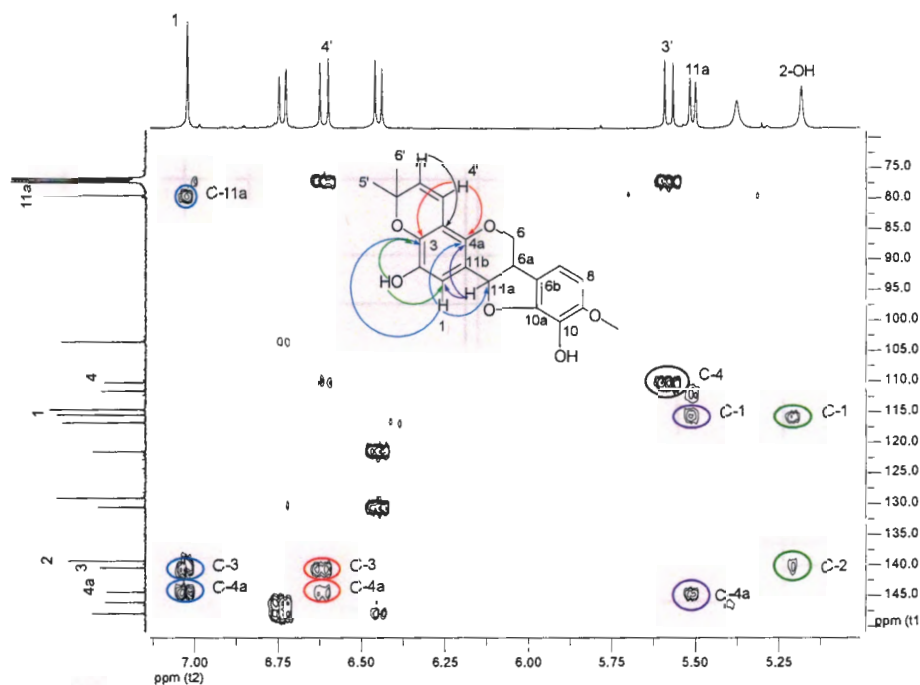 1
4'
3'
11a
2-OH
75.0
80.0
85.0
90.0
95.0
100.0
105.0
110.0
115.0
120.0
125.0
130.0
135.0
140.0
145.0
ppm (t1
11a
4
1
2
3
4a
C-11a
C-4
C-1
C-1
C-3
C-3
C-2
C-4a
C-4a
C-4a
6'
H
H
4'
5'
O
O
6
3
4a
6a
11b
8
HO
H
11a
6b
H
1
O
10a
10
O
OH
7.00
6.75
6.50
6.25
6.00
5.75
5.50
5.25
ppm (t2)